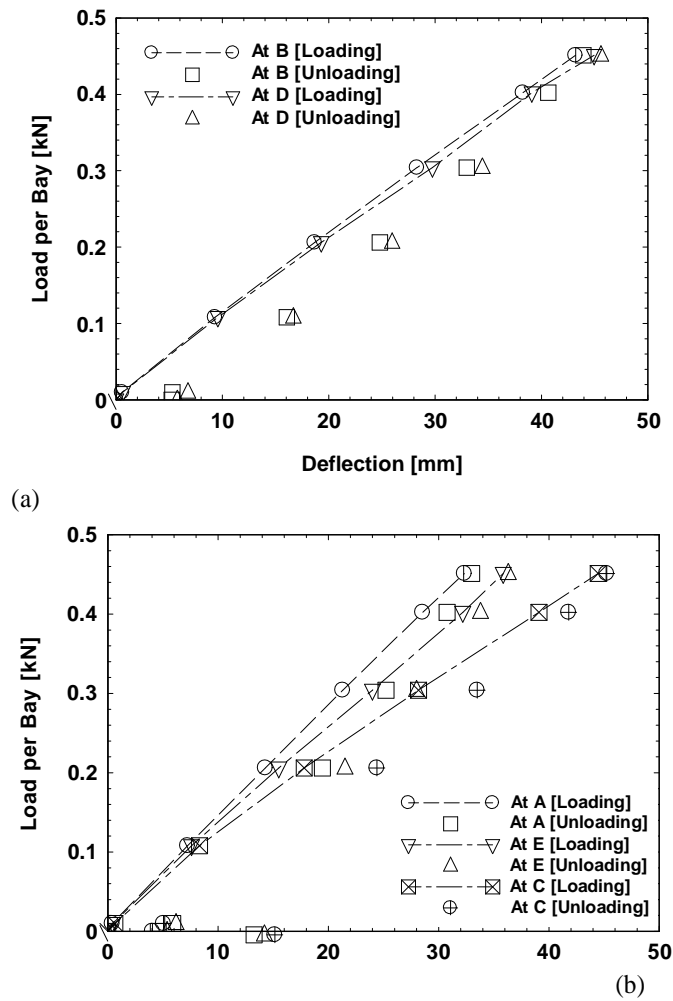 0.5
At B [Loading]
At B [Unloading]
At D [Loading]
At D [Unloading]
0.4
0.3
0.2
0.1
0
Load per Bay [kN]
0 10 20 30 40 50
Deflection [mm]
(a)
0.5
0.4
0.3
0.2
0.1
0
Load per Bay [kN]
At A [Loading]
At A [Unloading]
At E [Loading]
At E [Unloading]
At C [Loading]
At C [Unloading]
0 10 20 30 40 50
(b)